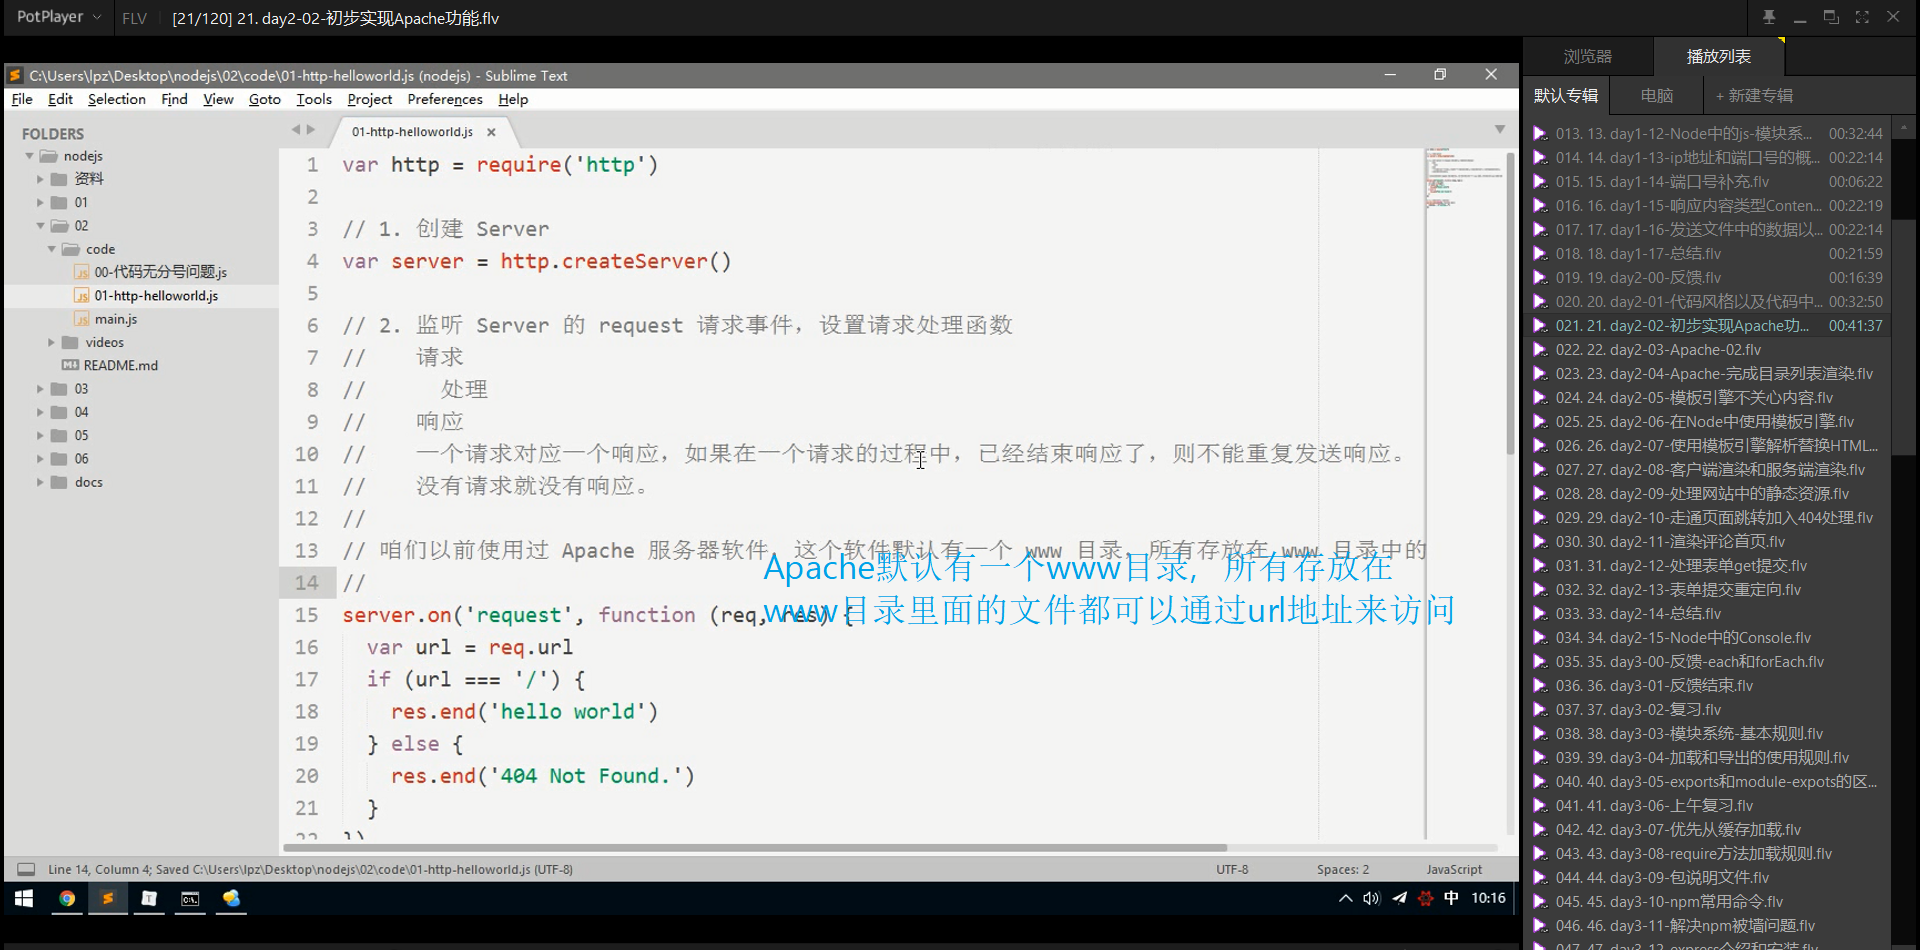 PotPlayer
FLV
[21/120] 21. day2-02-初步实现Apache功能.flv
C:\Users\lpz\Desktop\nodejs\02\code\01-http-helloworld.js (nodejs) - Sublime Text
File Edit Selection Find View Goto Tools Project Preferences Help
FOLDERS
nodejs
资料
01
02
code
00-代码无分号问题.js
01-http-helloworld.js
main.js
videos
README.md
03
04
05
06
docs
01-http-helloworld.js
1 var http = require('http')
2
3 // 1. 创建 Server
4 var server = http.createServer()
5
6 // 2. 监听 Server 的 request 请求事件，设置请求处理函数
7 // 请求
8 // 处理
9 // 响应
10 // 一个请求对应一个响应，如果在一个请求的过程中，已经结束响应了，则不能重复发送响应。
11 // 没有请求就没有响应。
12 //
13 // 咱们以前使用过 Apache 服务器软件，这个软件默认有一个 www 目录，所有存放在 www 目录中的
14 //
15 server.on('request', function (req, res) {
16 var url = req.url
17 if (url === '/') {
18 res.end('hello world')
19 } else {
20 res.end('404 Not Found.')
21 }
22 })
Apache默认有一个www目录，所有存放在
www目录里面的文件都可以通过url地址来访问
Line 14, Column 4; Saved C:\Users\lpz\Desktop\nodejs\02\code\01-http-helloworld.js (UTF-8)
UTF-8
Spaces: 2
JavaScript
中
10:16
浏览器
播放列表
默认专辑
电脑
+ 新建专辑
013. 13. day1-12-Node中的js-模块系... 00:32:44
014. 14. day1-13-ip地址和端口号的概... 00:22:14
015. 15. day1-14-端口号补充.flv 00:06:22
016. 16. day1-15-响应内容类型Conten... 00:22:19
017. 17. day1-16-发送文件中的数据以... 00:22:14
018. 18. day1-17-总结.flv 00:21:59
019. 19. day2-00-反馈.flv 00:16:39
020. 20. day2-01-代码风格以及代码中... 00:32:50
021. 21. day2-02-初步实现Apache功... 00:41:37
022. 22. day2-03-Apache-02.flv
023. 23. day2-04-Apache-完成目录列表渲染.flv
024. 24. day2-05-模板引擎不关心内容.flv
025. 25. day2-06-在Node中使用模板引擎.flv
026. 26. day2-07-使用模板引擎解析替换HTML...
027. 27. day2-08-客户端渲染和服务端渲染.flv
028. 28. day2-09-处理网站中的静态资源.flv
029. 29. day2-10-走通页面跳转加入404处理.flv
030. 30. day2-11-渲染评论首页.flv
031. 31. day2-12-处理表单get提交.flv
032. 32. day2-13-表单提交重定向.flv
033. 33. day2-14-总结.flv
034. 34. day2-15-Node中的Console.flv
035. 35. day3-00-反馈-each和forEach.flv
036. 36. day3-01-反馈结束.flv
037. 37. day3-02-复习.flv
038. 38. day3-03-模块系统-基本规则.flv
039. 39. day3-04-加载和导出的使用规则.flv
040. 40. day3-05-exports和module-expots的区...
041. 41. day3-06-上午复习.flv
042. 42. day3-07-优先从缓存加载.flv
043. 43. day3-08-require方法加载规则.flv
044. 44. day3-09-包说明文件.flv
045. 45. day3-10-npm常用命令.flv
046. 46. day3-11-解决npm被墙问题.flv
047. 47. day3-12-express介绍和安装.flv